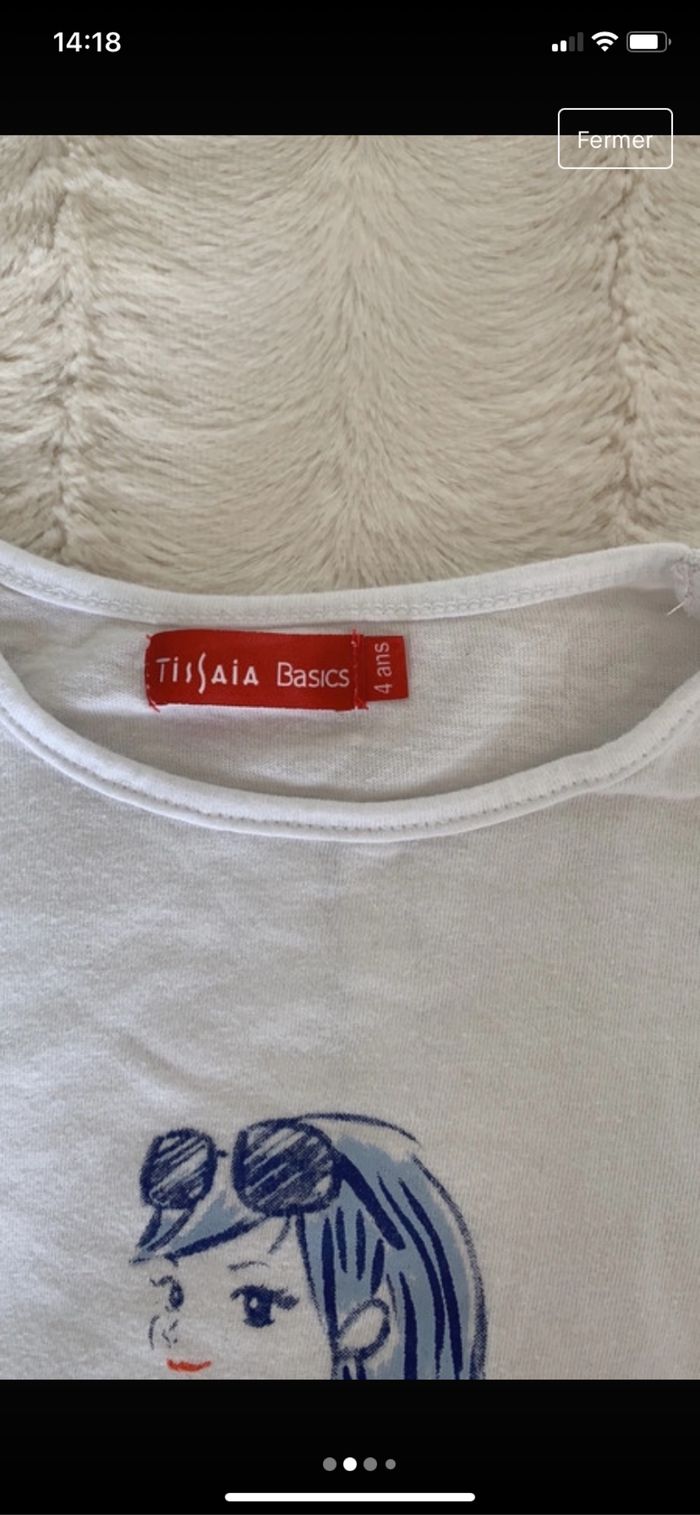 14:18
Fermer
TissAiA BASICS
4 ans